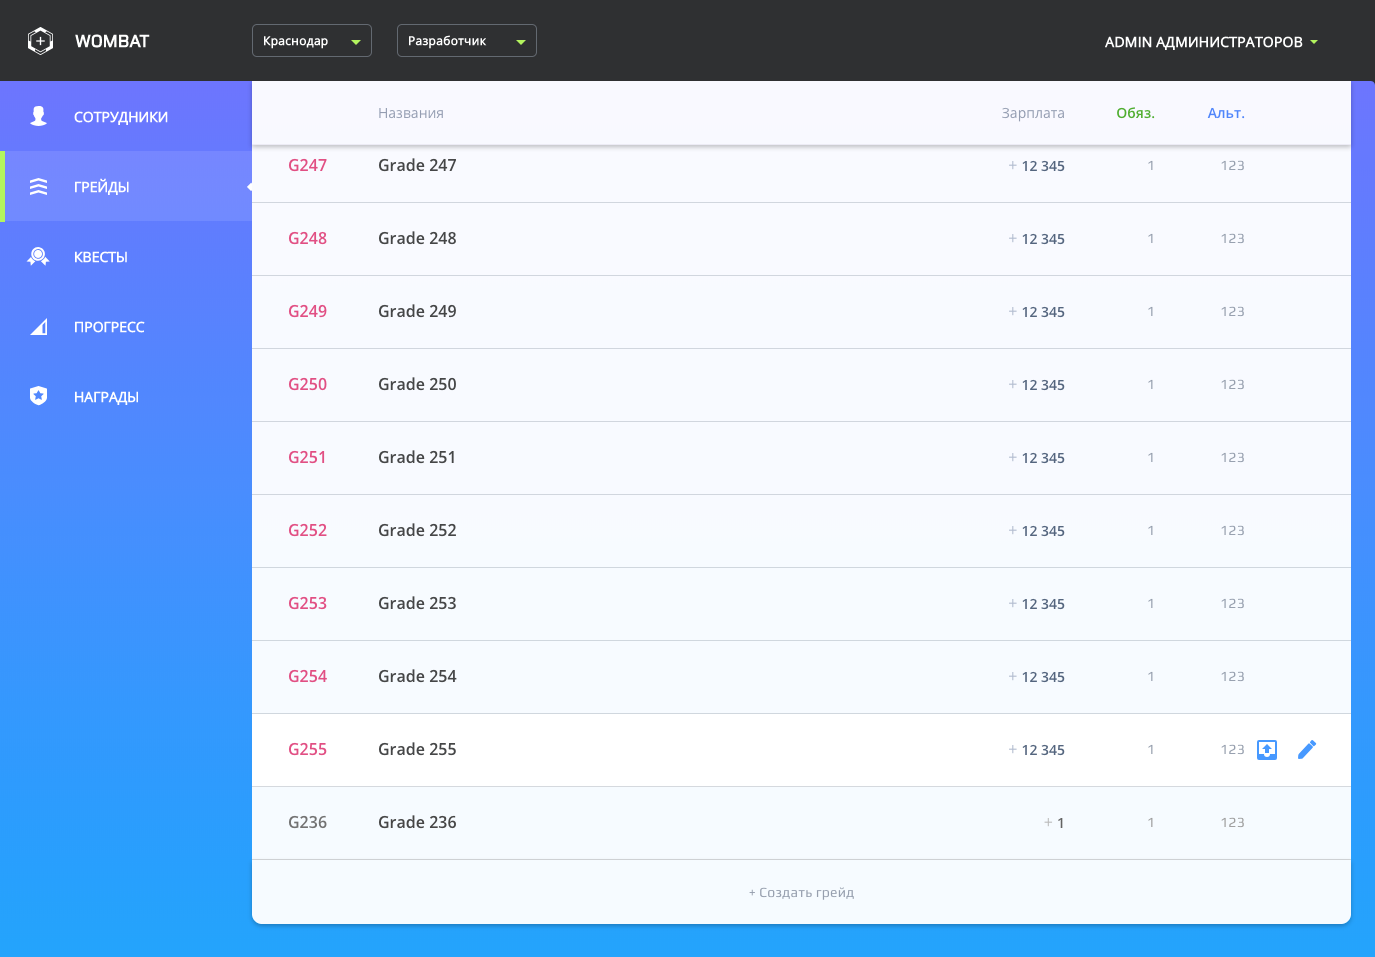 WOMBAT Краснодар Разработчик ADMIN АДМИНИСТРАТОРОВ
СОТРУДНИКИ
ГРЕЙДЫ
КВЕСТЫ
ПРОГРЕСС
НАГРАДЫ
Названия Зарплата Обяз. Альт.
G247 Grade 247 + 12 345 1 123
G248 Grade 248 + 12 345 1 123
G249 Grade 249 + 12 345 1 123
G250 Grade 250 + 12 345 1 123
G251 Grade 251 + 12 345 1 123
G252 Grade 252 + 12 345 1 123
G253 Grade 253 + 12 345 1 123
G254 Grade 254 + 12 345 1 123
G255 Grade 255 + 12 345 1 123
G236 Grade 236 + 1 1 123
+ Создать грейд